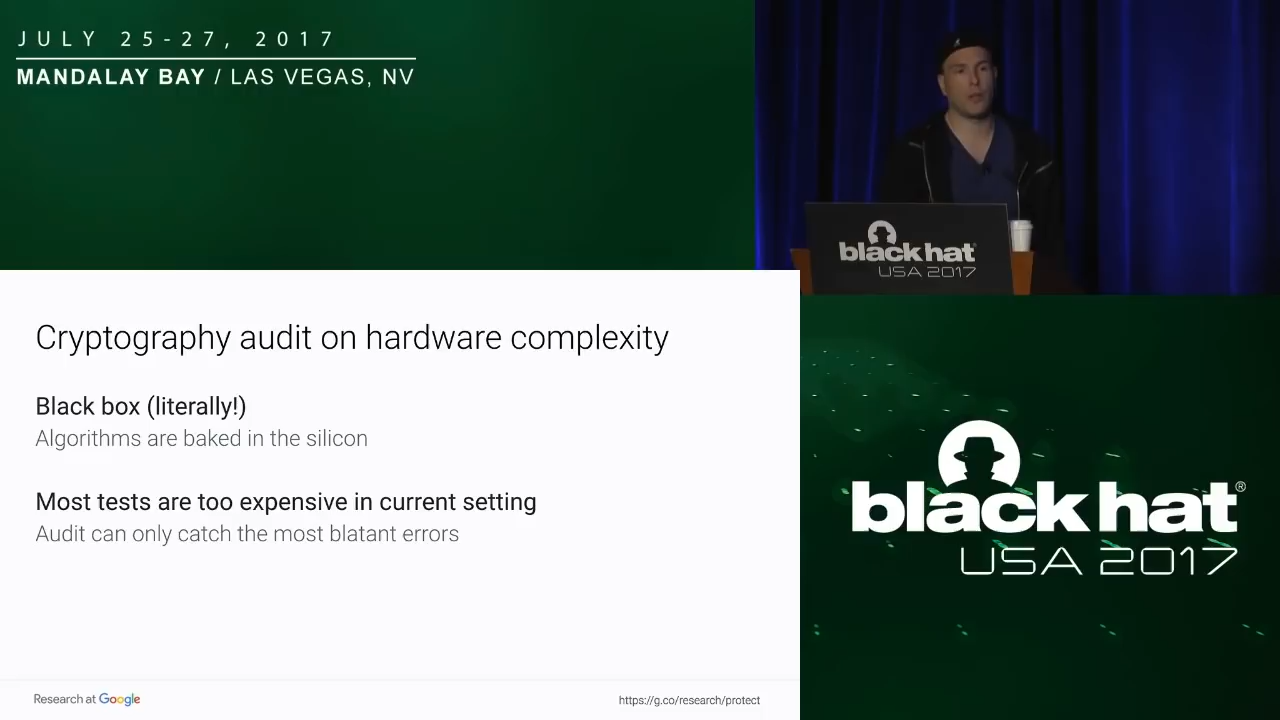 JULY 25-27, 2017
MANDALAY BAY / LAS VEGAS, NV
black hat
USA 2017
Cryptography audit on hardware complexity
Black box (literally!)
Algorithms are baked in the silicon
Most tests are too expensive in current setting
Audit can only catch the most blatant errors
Research at Google
https://g.co/research/protect
black hat®
USA 2017